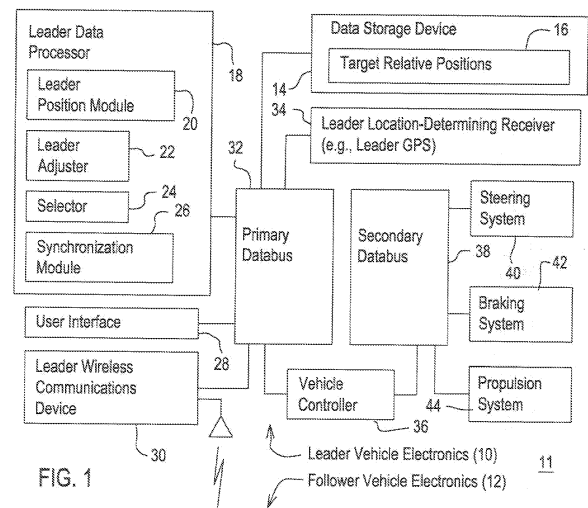 Leader Data
Processor
18
Leader
Position Module
20
Leader
Adjuster
22
Selector
24
26
Synchronization
Module
User Interface
28
Leader Wireless
Communications
Device
30
Data Storage Device
16
Target Relative Positions
14
34
Leader Location-Determining Receiver
(e.g., Leader GPS)
32
Primary
Databus
Secondary
Databus
38
Steering
System
40
42
Braking
System
Propulsion
System
44
Vehicle
Controller
36
Leader Vehicle Electronics (10)
11
Follower Vehicle Electronics (12)
FIG. 1